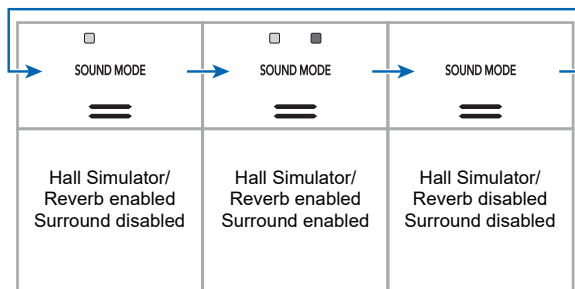 SOUND MODE
SOUND MODE
SOUND MODE
Hall Simulator/
Reverb enabled
Surround disabled
Hall Simulator/
Reverb enabled
Surround enabled
Hall Simulator/
Reverb disabled
Surround disabled